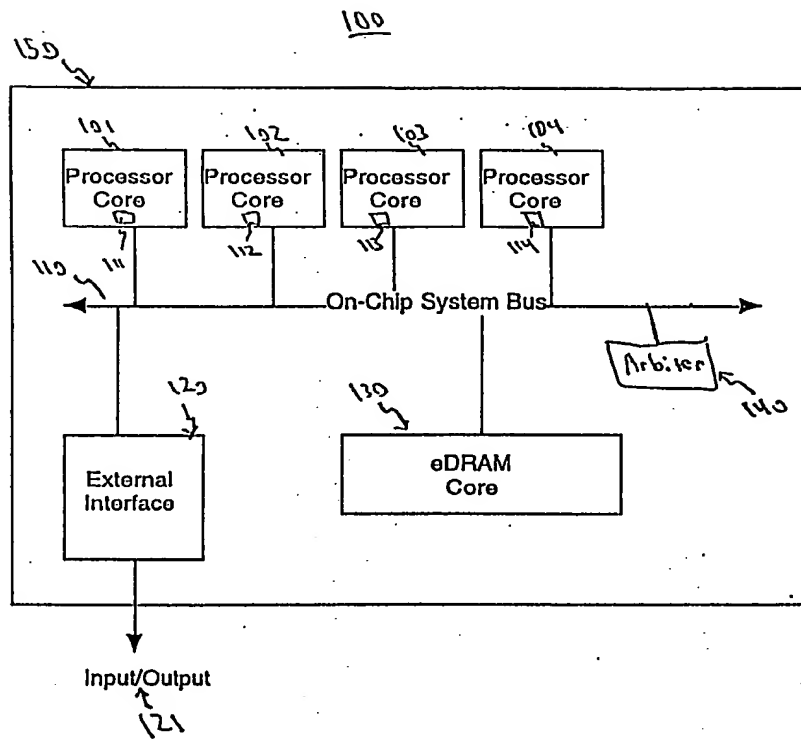 100
150
101
102
103
104
Processor Core
Processor Core
Processor Core
Processor Core
111
112
113
114
110
On-Chip System Bus
Arbiter
140
120
130
External Interface
eDRAM Core
Input/Output
121